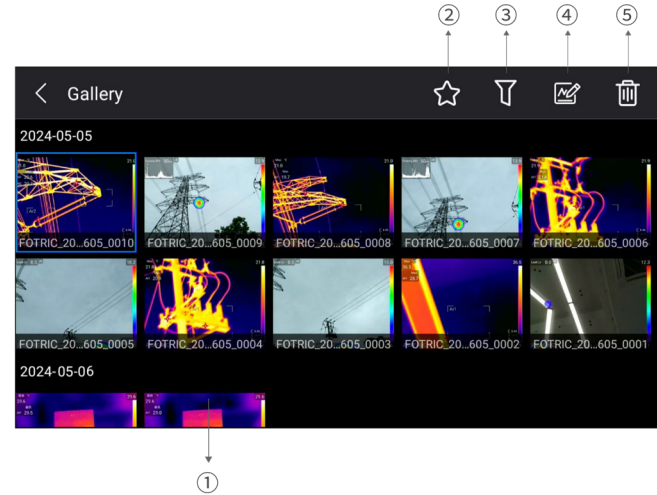 ② ③ ④ ⑤
Gallery
2024-05-05
FOTRIC_20...605_0010 FOTRIC_20...605_0009 FOTRIC_20...605_0008 FOTRIC_20...605_0007 FOTRIC_20...605_0006
FOTRIC_20...605_0005 FOTRIC_20...605_0004 FOTRIC_20...605_0003 FOTRIC_20...605_0002 FOTRIC_20...605_0001
2024-05-06
①